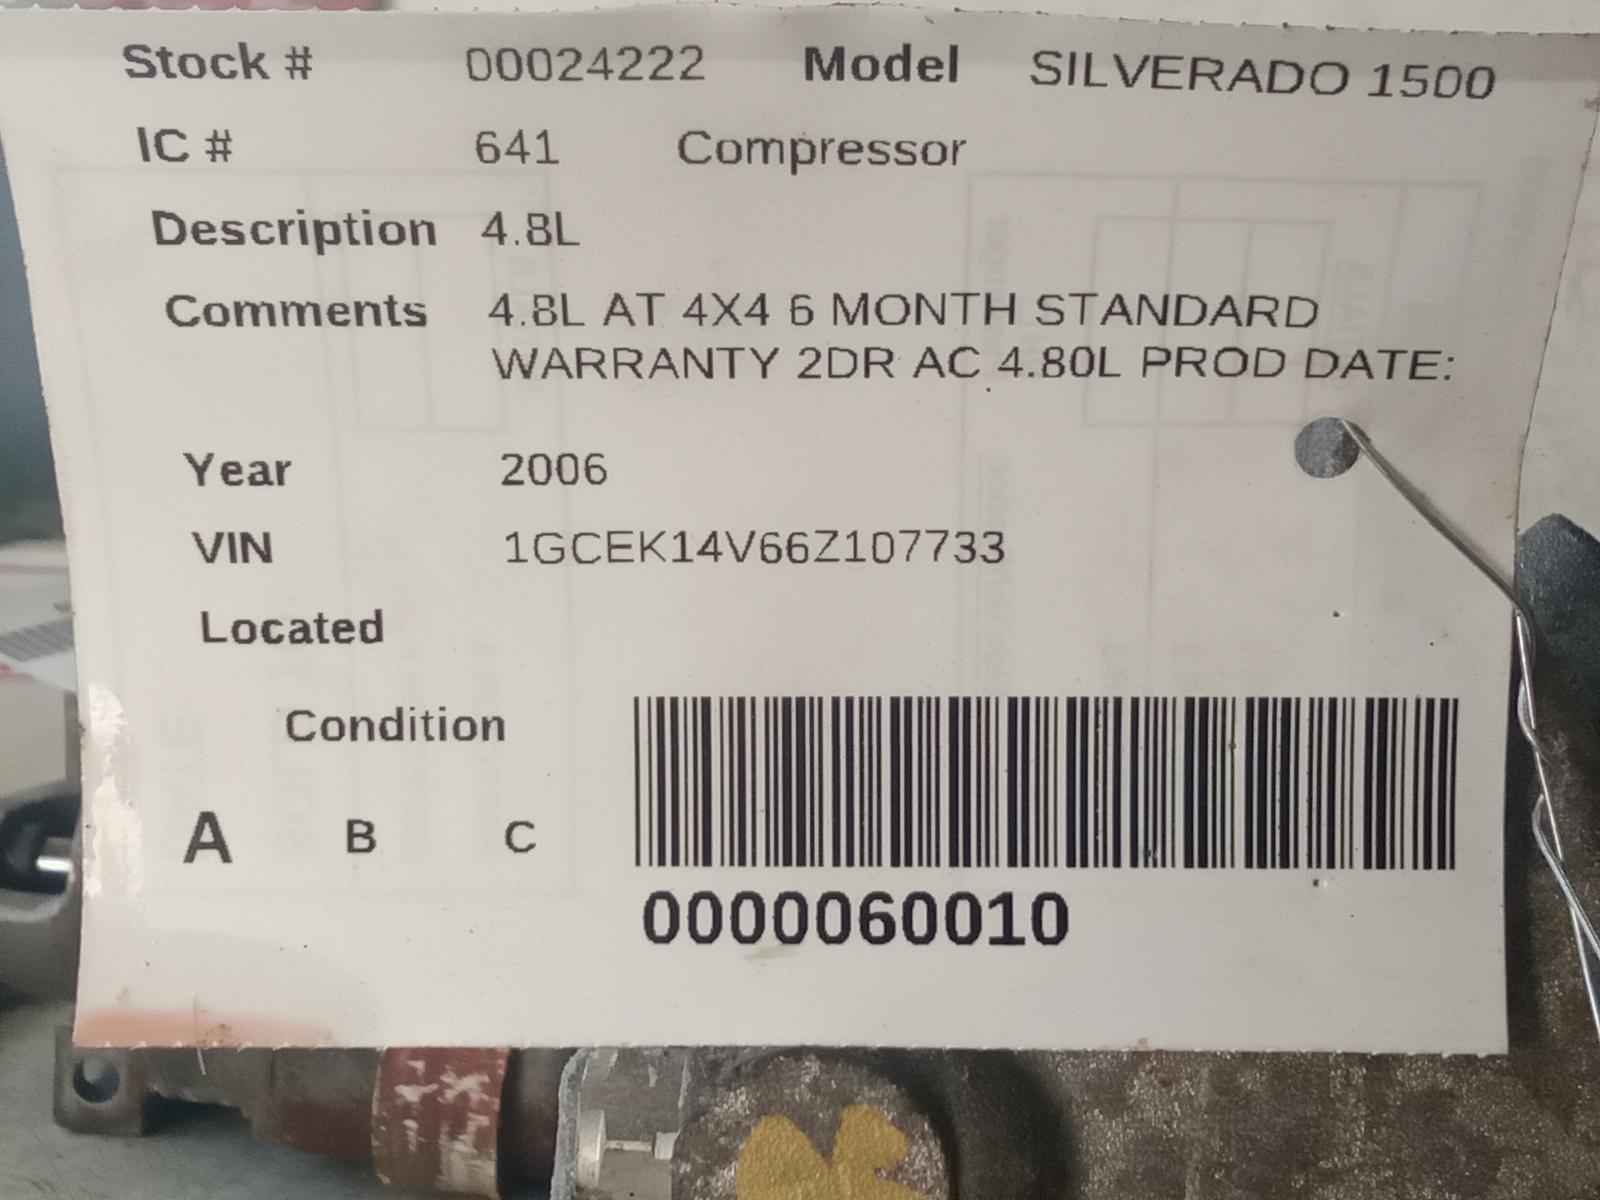 Stock # 00024222 Model SILVERADO 1500
IC # 641 Compressor
Description 4.8L
Comments 4.8L AT 4X4 6 MONTH STANDARD
WARRANTY 2DR AC 4.80L PROD DATE:
Year 2006
VIN 1GCEK14V66Z107733
Located
Condition
A B C
0000060010